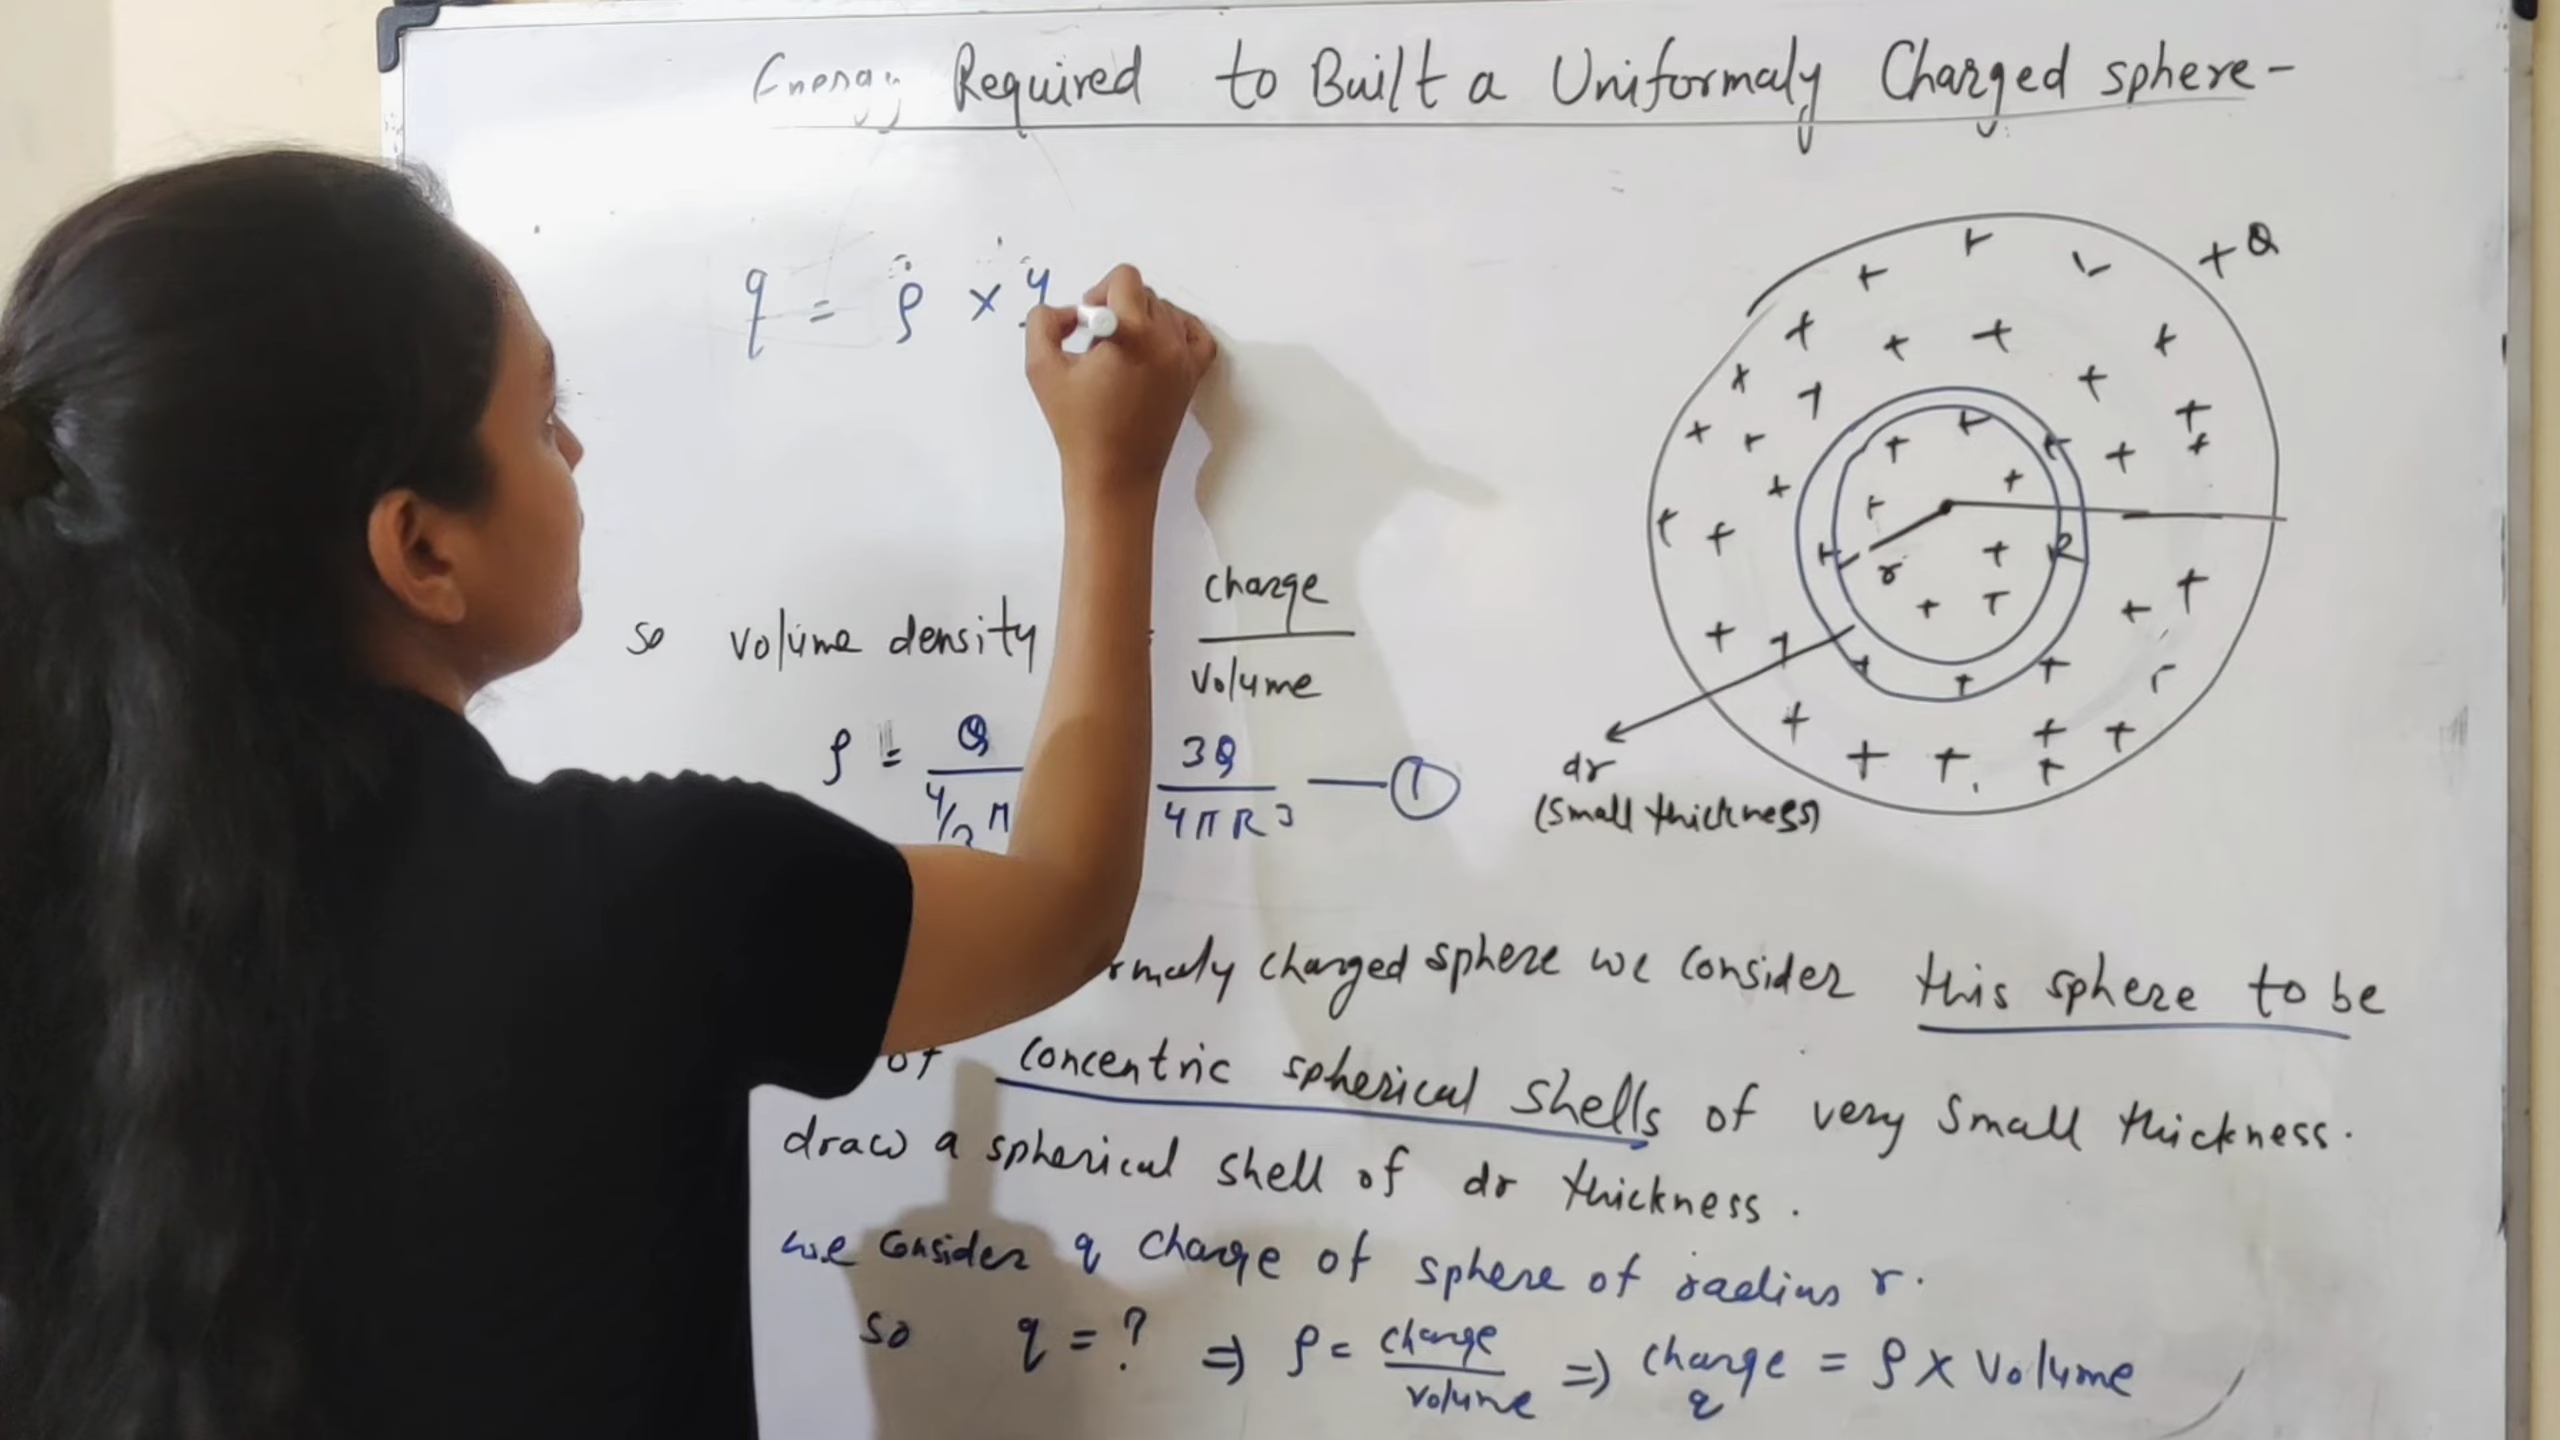 Energy Required to Built a Uniformaly Charged sphere-
q = ρ × 4
+Q
R
r
so volume density = charge / volume
ρ = Q / 4/3 π = 3Q / 4πR3 — ①
dr
(small thickness)
charged sphere we consider this sphere to be
of concentric spherical shells of very small thickness.
draw a spherical shell of dr thickness.
we consider q charge of sphere of radius r.
so q = ? ⇒ ρ = charge / volume ⇒ charge q = ρ × volume